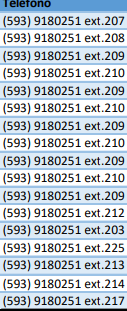 Teléfono
(593) 9180251 ext.207
(593) 9180251 ext.208
(593) 9180251 ext.209
(593) 9180251 ext.210
(593) 9180251 ext.209
(593) 9180251 ext.210
(593) 9180251 ext.209
(593) 9180251 ext.210
(593) 9180251 ext.209
(593) 9180251 ext.210
(593) 9180251 ext.209
(593) 9180251 ext.212
(593) 9180251 ext.203
(593) 9180251 ext.225
(593) 9180251 ext.213
(593) 9180251 ext.214
(593) 9180251 ext.217